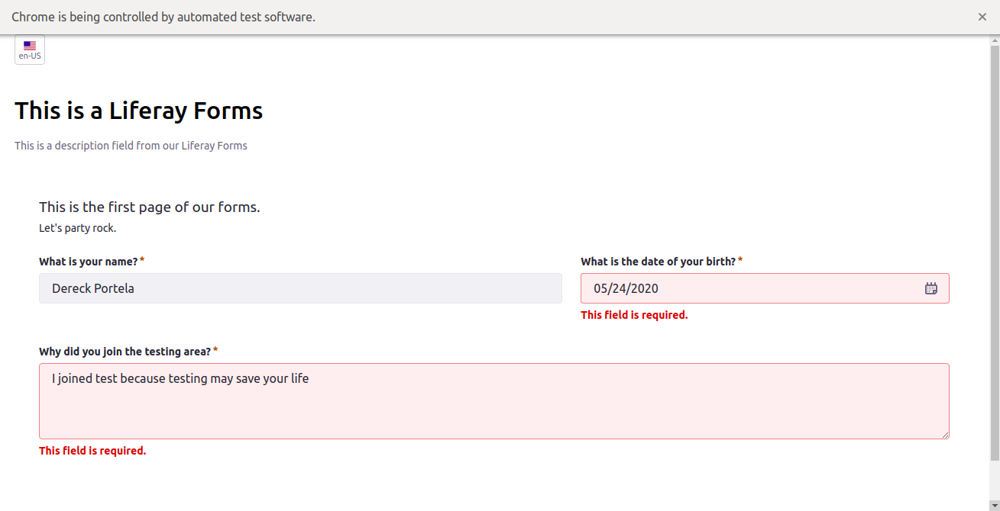 Chrome is being controlled by automated test software.
en-US
This is a Liferay Forms
This is a description field from our Liferay Forms
This is the first page of our forms.
Let's party rock.
What is your name? *
Dereck Portela
What is the date of your birth? *
05/24/2020
This field is required.
Why did you join the testing area? *
I joined test because testing may save your life
This field is required.